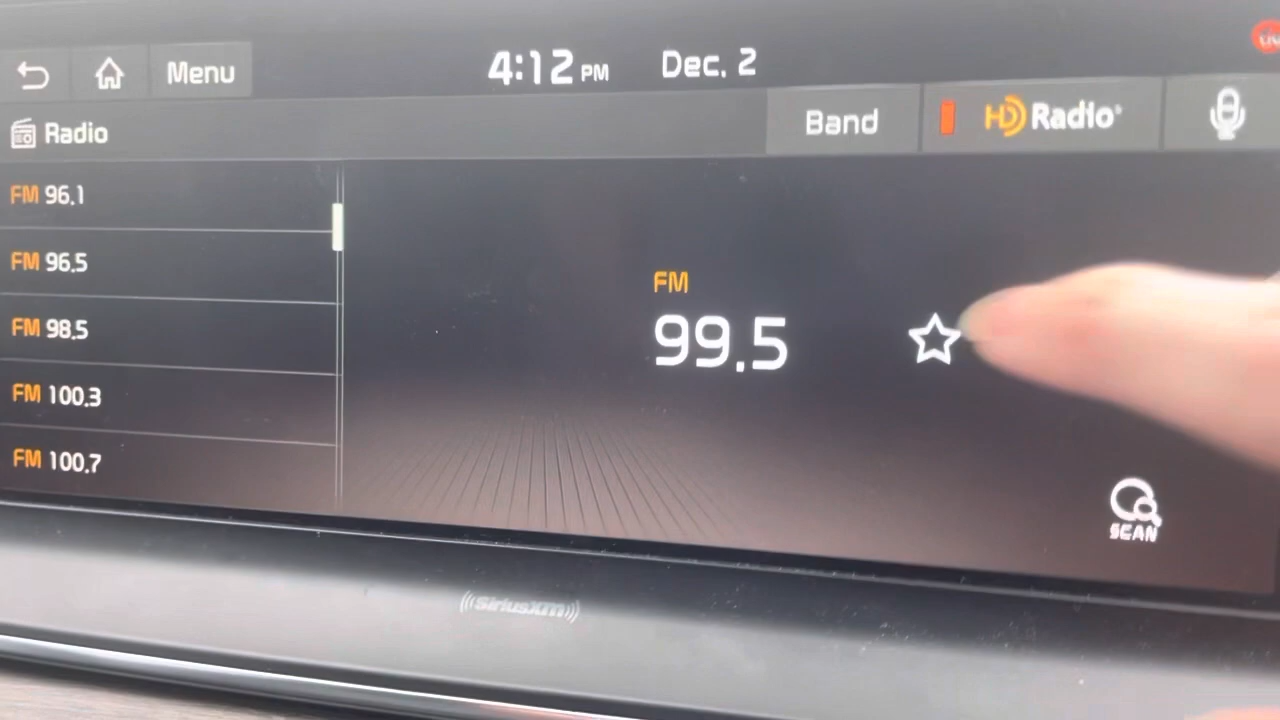 Menu
4:12 PM Dec. 2
Radio
Band
HD Radio®
FM 96.1
FM 96.5
FM 98.5
FM 100.3
FM 100.7
FM
99.5
SCAN
((SiriusXM))